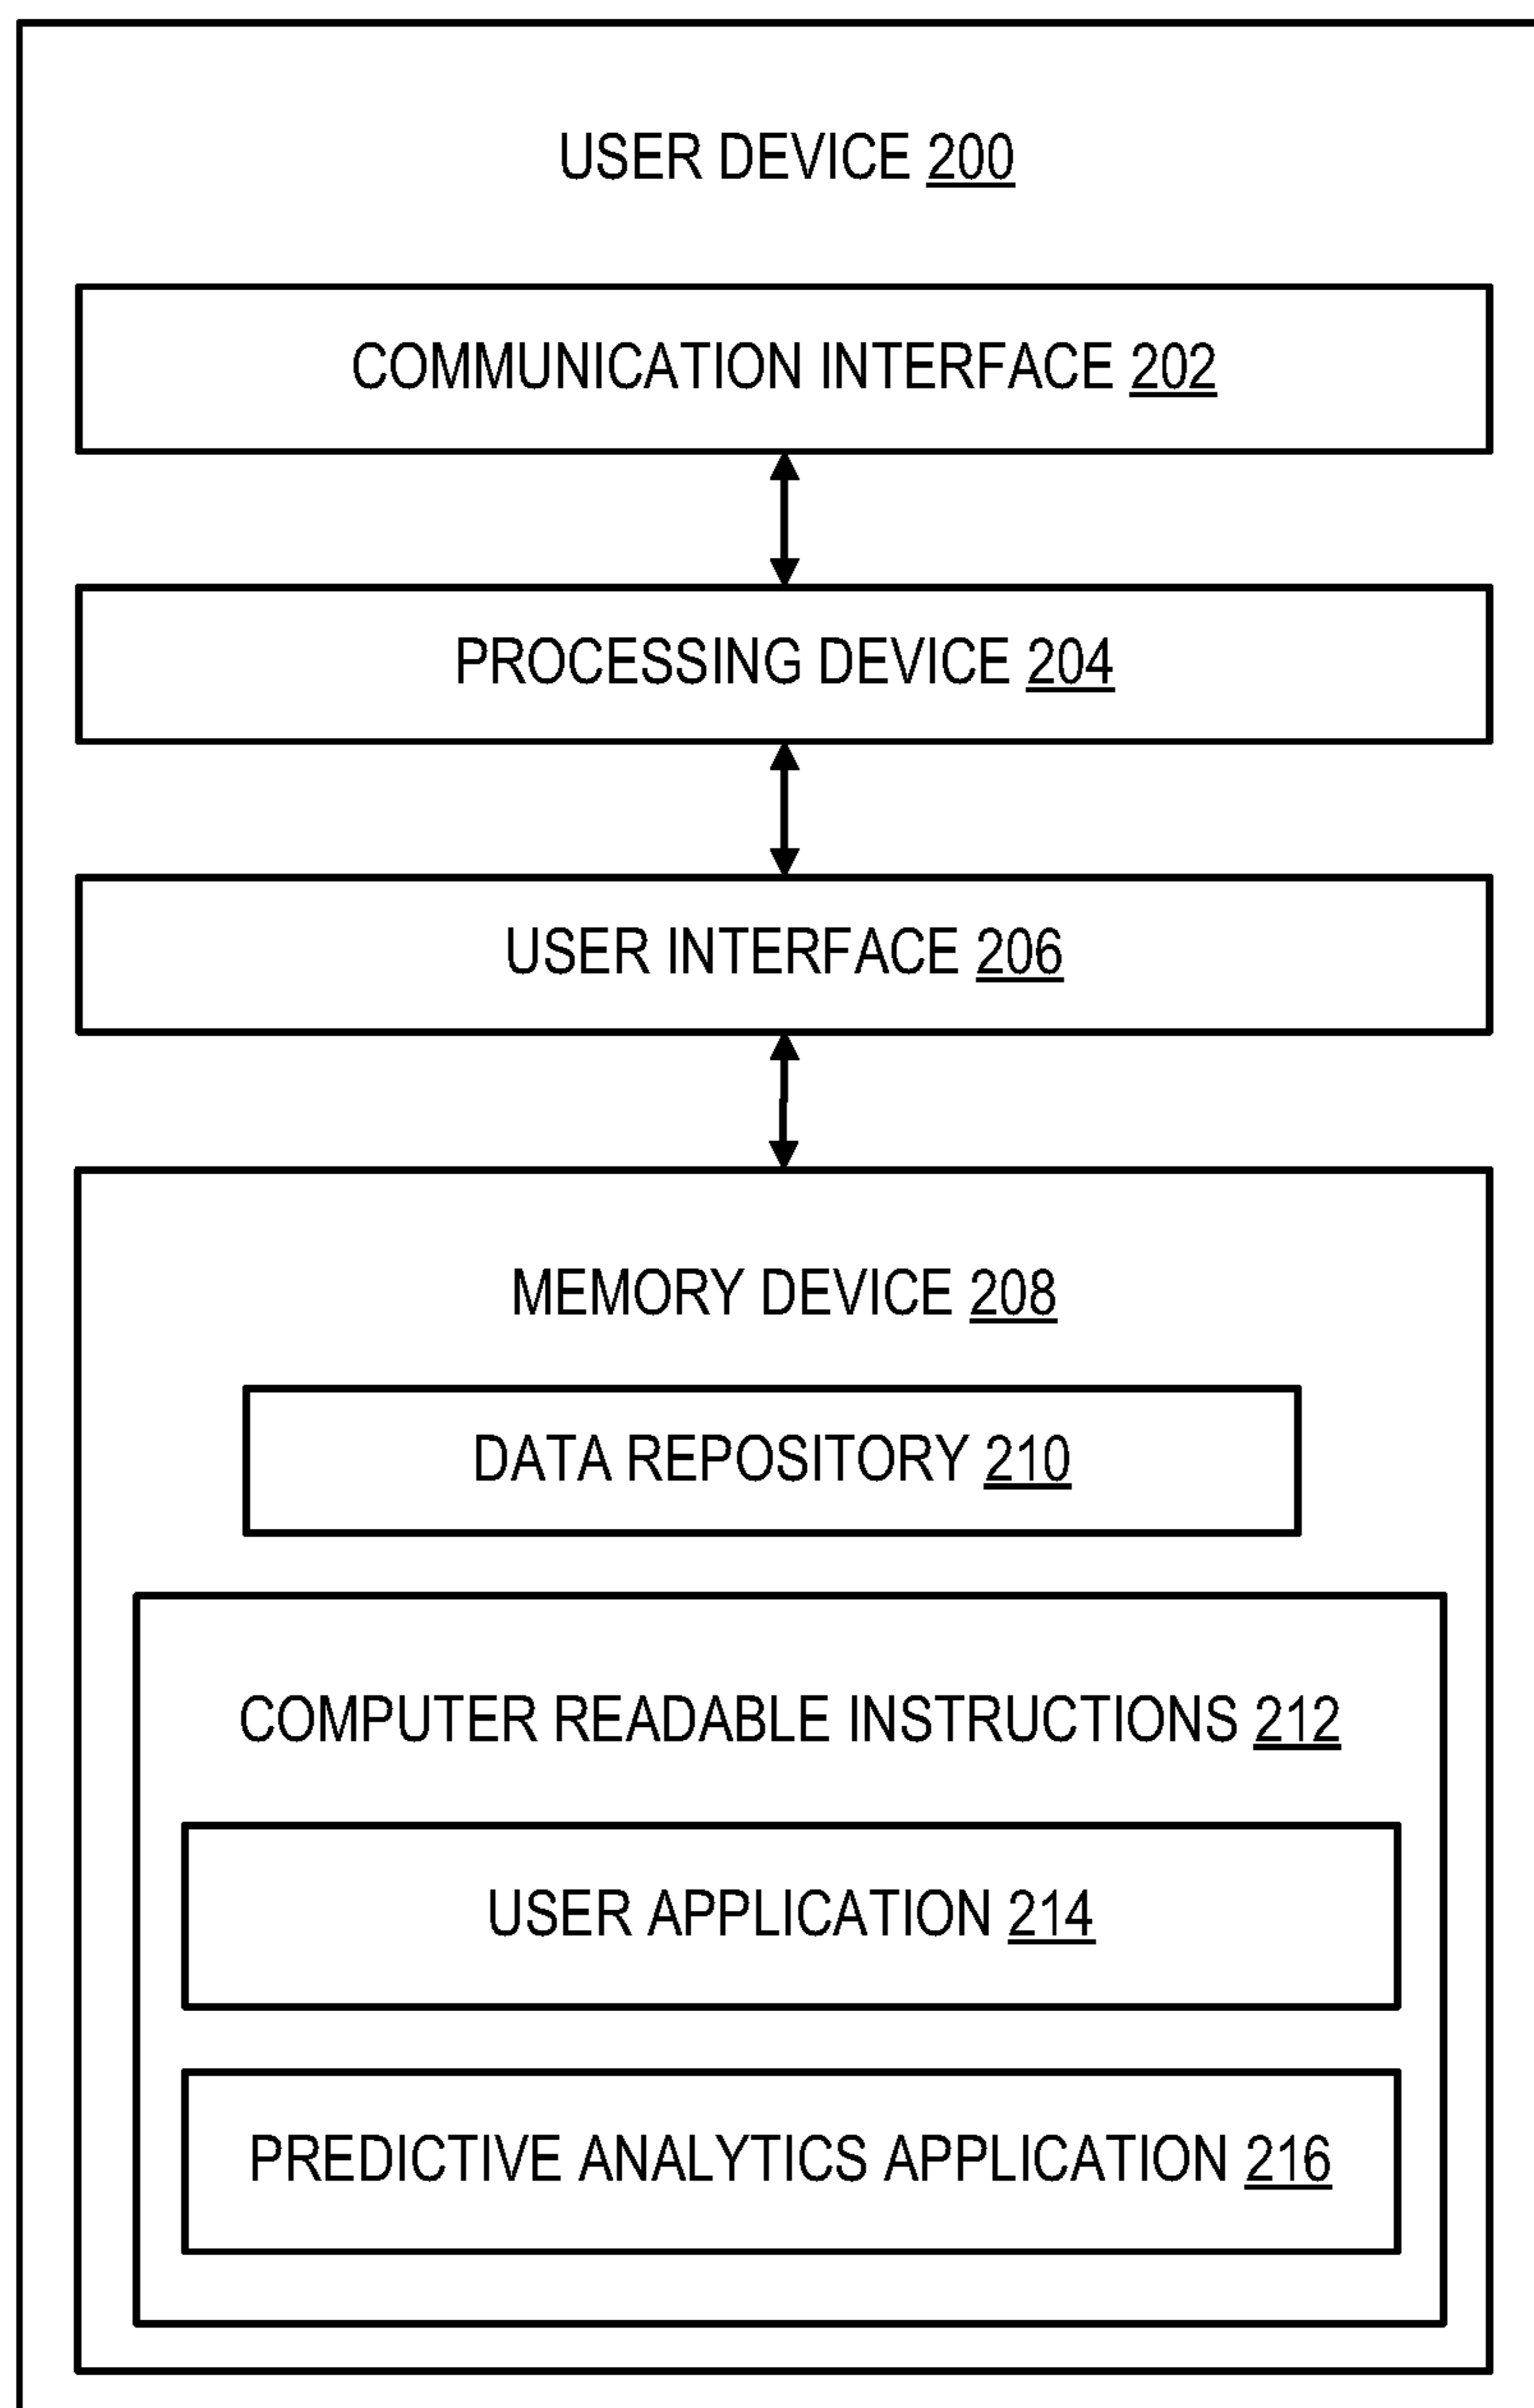 USER DEVICE 200
COMMUNICATION INTERFACE 202
PROCESSING DEVICE 204
USER INTERFACE 206
MEMORY DEVICE 208
DATA REPOSITORY 210
COMPUTER READABLE INSTRUCTIONS 212
USER APPLICATION 214
PREDICTIVE ANALYTICS APPLICATION 216